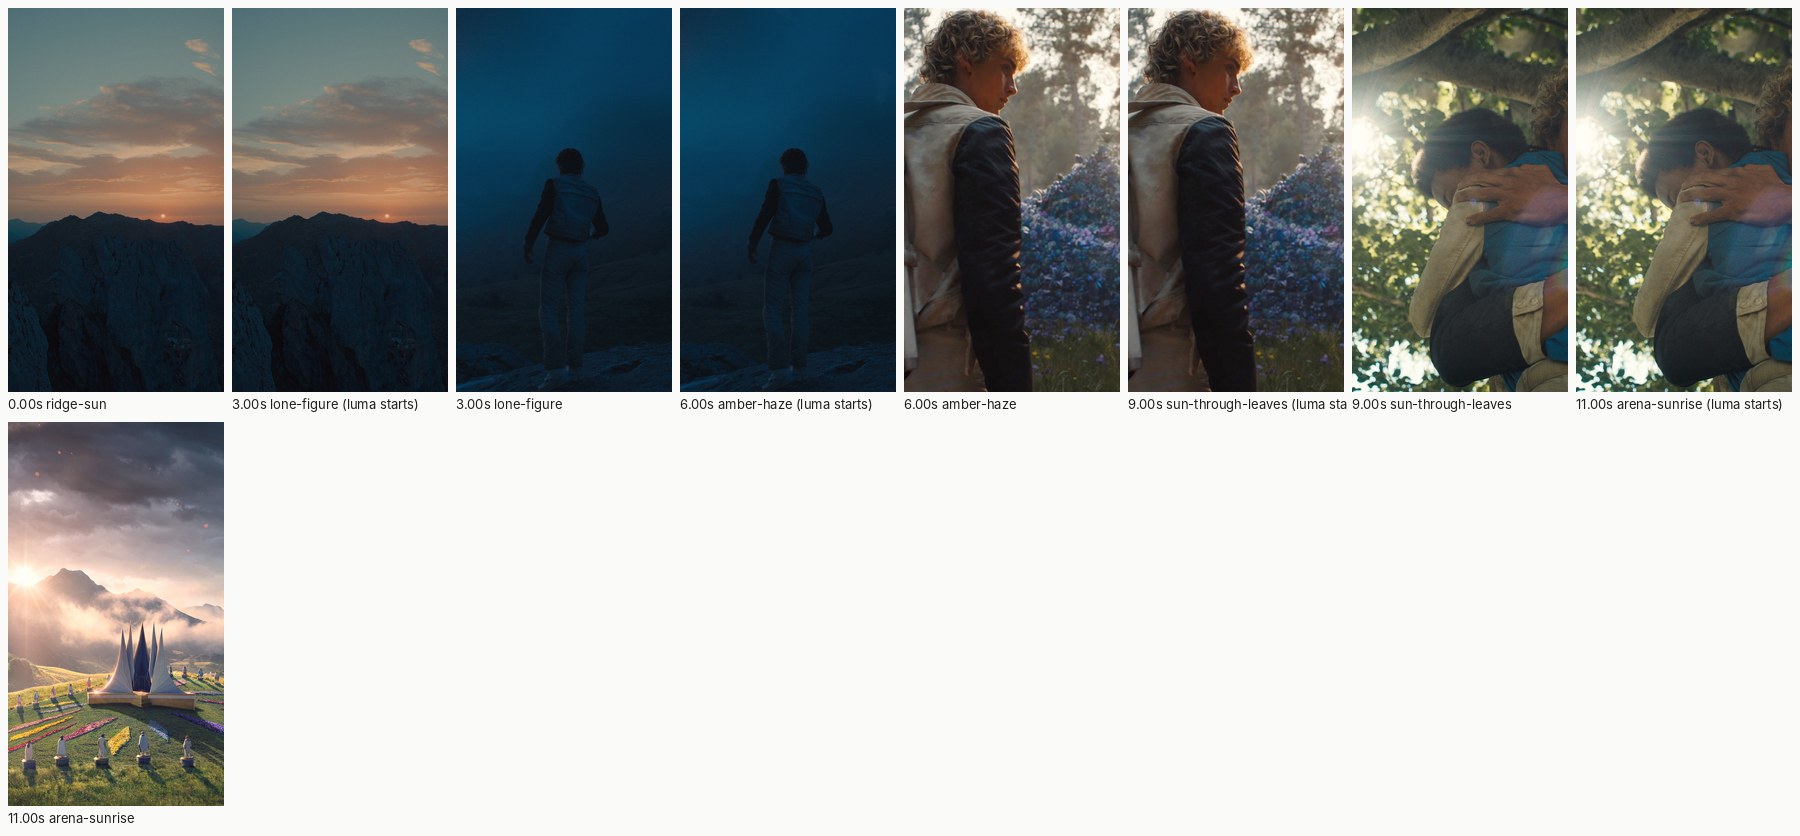 0.00s ridge-sun
3.00s lone-figure (luma starts)
3.00s lone-figure
6.00s amber-haze (luma starts)
6.00s amber-haze
9.00s sun-through-leaves (luma sta
9.00s sun-through-leaves
11.00s arena-sunrise (luma starts)
11.00s arena-sunrise